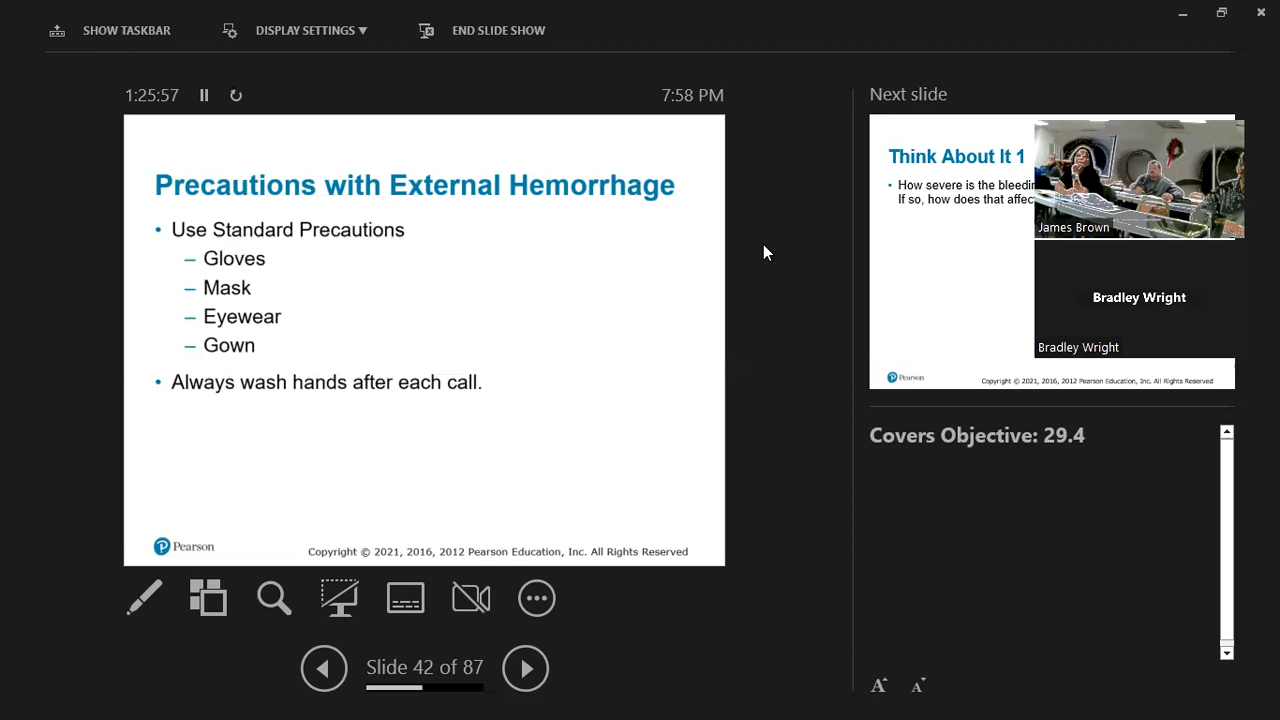 SHOW TASKBAR
DISPLAY SETTINGS ▼
END SLIDE SHOW
1:25:57
7:58 PM
Precautions with External Hemorrhage
• Use Standard Precautions
– Gloves
– Mask
– Eyewear
– Gown
• Always wash hands after each call.
Pearson
Copyright © 2021, 2016, 2012 Pearson Education, Inc. All Rights Reserved
Slide 42 of 87
Next slide
Think About It 1
• How severe is the
If so, how does that
James Brown
Bradley Wright
Bradley Wright
Pearson
Copyright © 2021, 2016, 2012 Pearson Education, Inc. All Rights Reserved
Covers Objective: 29.4
A A